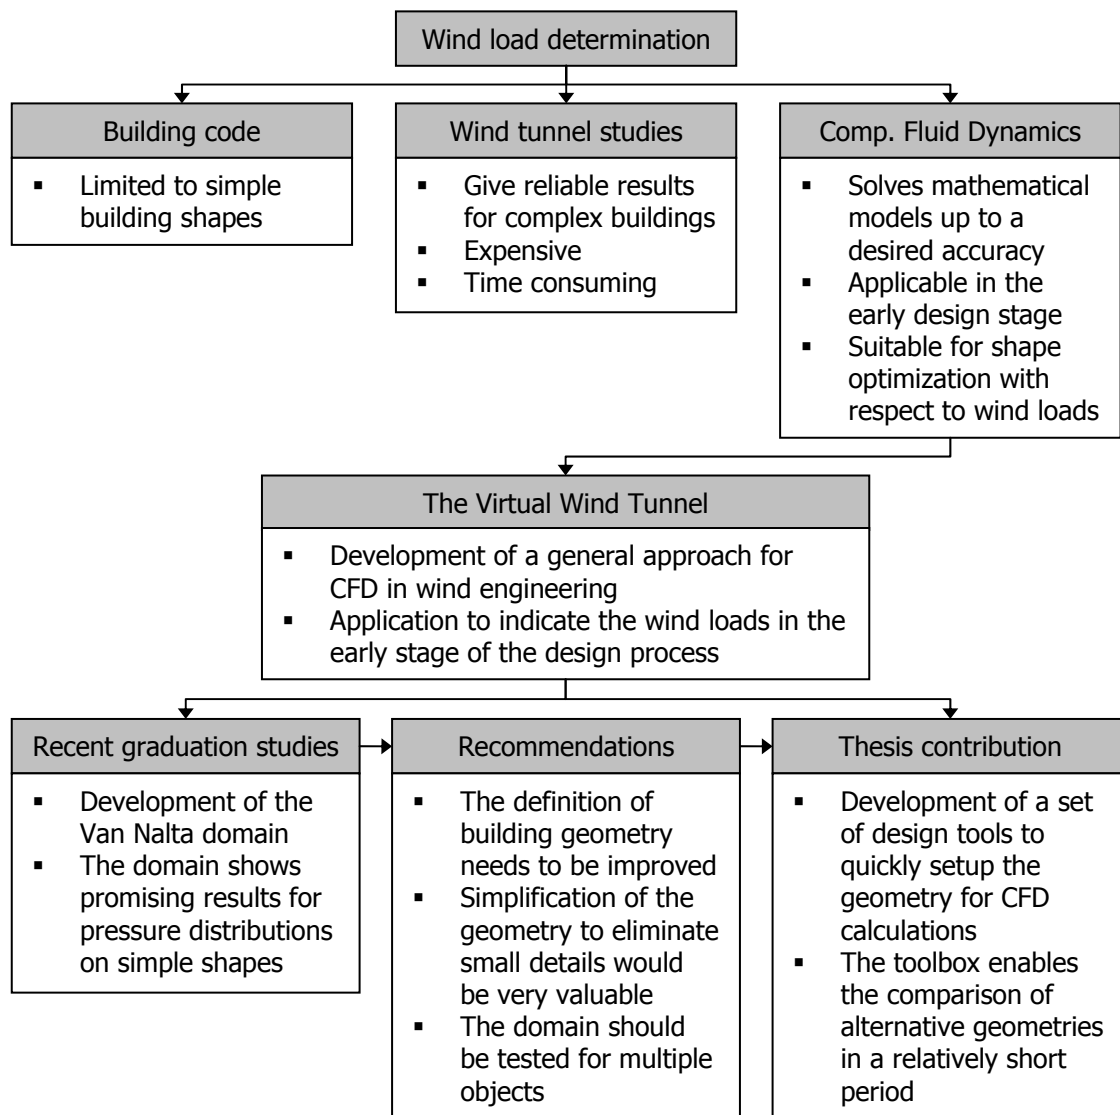 Wind load determination
Building code
▪ Limited to simple
building shapes
Wind tunnel studies
▪ Give reliable results
for complex buildings
▪ Expensive
▪ Time consuming
Comp. Fluid Dynamics
▪ Solves mathematical
models up to a
desired accuracy
▪ Applicable in the
early design stage
▪ Suitable for shape
optimization with
respect to wind loads
The Virtual Wind Tunnel
▪ Development of a general approach for
CFD in wind engineering
▪ Application to indicate the wind loads in the
early stage of the design process
Recent graduation studies
▪ Development of the
Van Nalta domain
▪ The domain shows
promising results for
pressure distributions
on simple shapes
Recommendations
▪ The definition of
building geometry
needs to be improved
▪ Simplification of the
geometry to eliminate
small details would
be very valuable
▪ The domain should
be tested for multiple
objects
Thesis contribution
▪ Development of a set
of design tools to
quickly setup the
geometry for CFD
calculations
▪ The toolbox enables
the comparison of
alternative geometries
in a relatively short
period